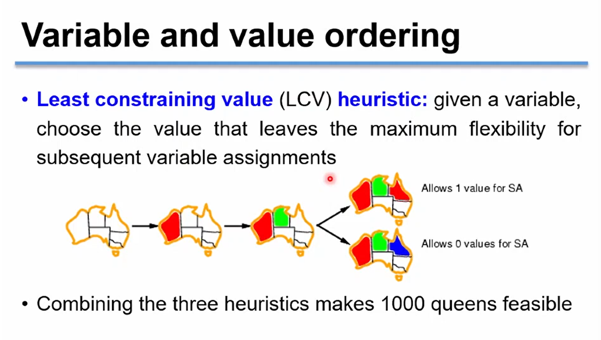 Variable and value ordering
• Least constraining value (LCV) heuristic: given a variable,
choose the value that leaves the maximum flexibility for
subsequent variable assignments
Allows 1 value for SA
Allows 0 values for SA
• Combining the three heuristics makes 1000 queens feasible